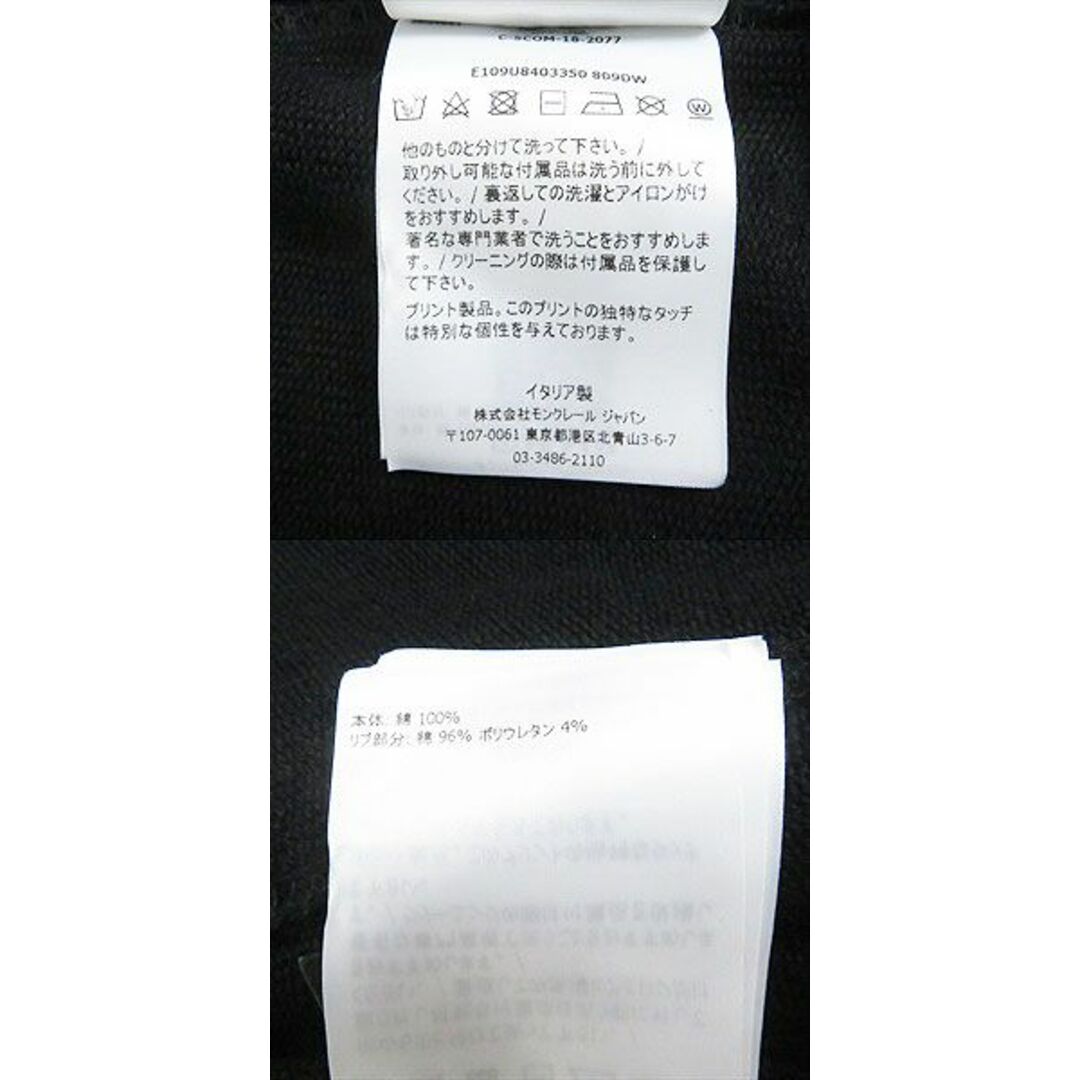 C-SCOM-18-2077
E109U8403350 809DW
他のものと分けて洗って下さい。/
取り外し可能な付属品は洗う前に外して
ください。/ 裏返しての洗濯とアイロンがけ
をおすすめします。/
著名な専門業者で洗うことをおすすめしま
す。/ クリーニングの際は付属品を保護し
て下さい。
プリント製品。このプリントの独特なタッチ
は特別な個性を与えております。
イタリア製
株式会社モンクレール ジャパン
〒107-0061 東京都港区北青山3-6-7
03-3486-2110
本体: 綿 100%
リブ部分: 綿 96% ポリウレタン 4%